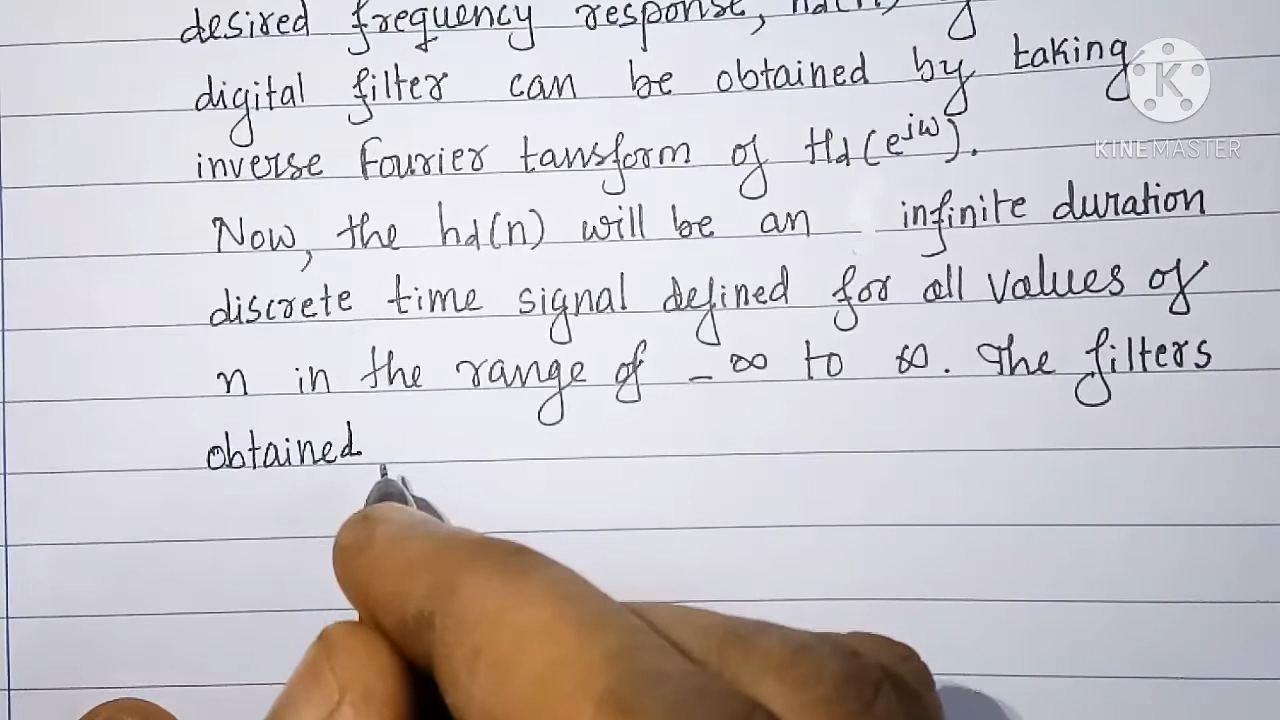 desired frequency response, hd(n) of
digital filter can be obtained by taking
inverse Fourier tansform of Hd(e^jω).
Now, the hd(n) will be an infinite duration
discrete time signal defined for all values of
n in the range of -∞ to ∞. The filters
obtained
K
KINEMASTER